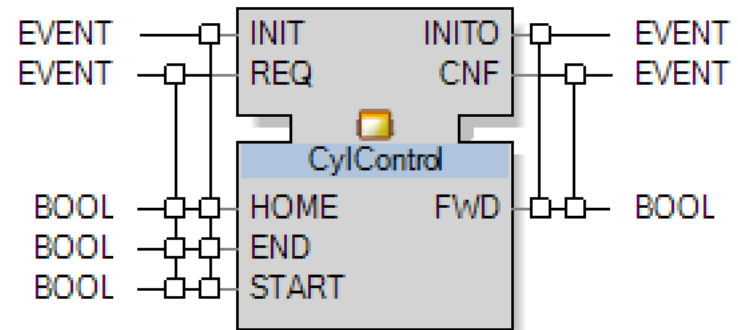 EVENT INIT INITO EVENT
EVENT REQ CNF EVENT
CylControl
BOOL HOME FWD BOOL
BOOL END
BOOL START